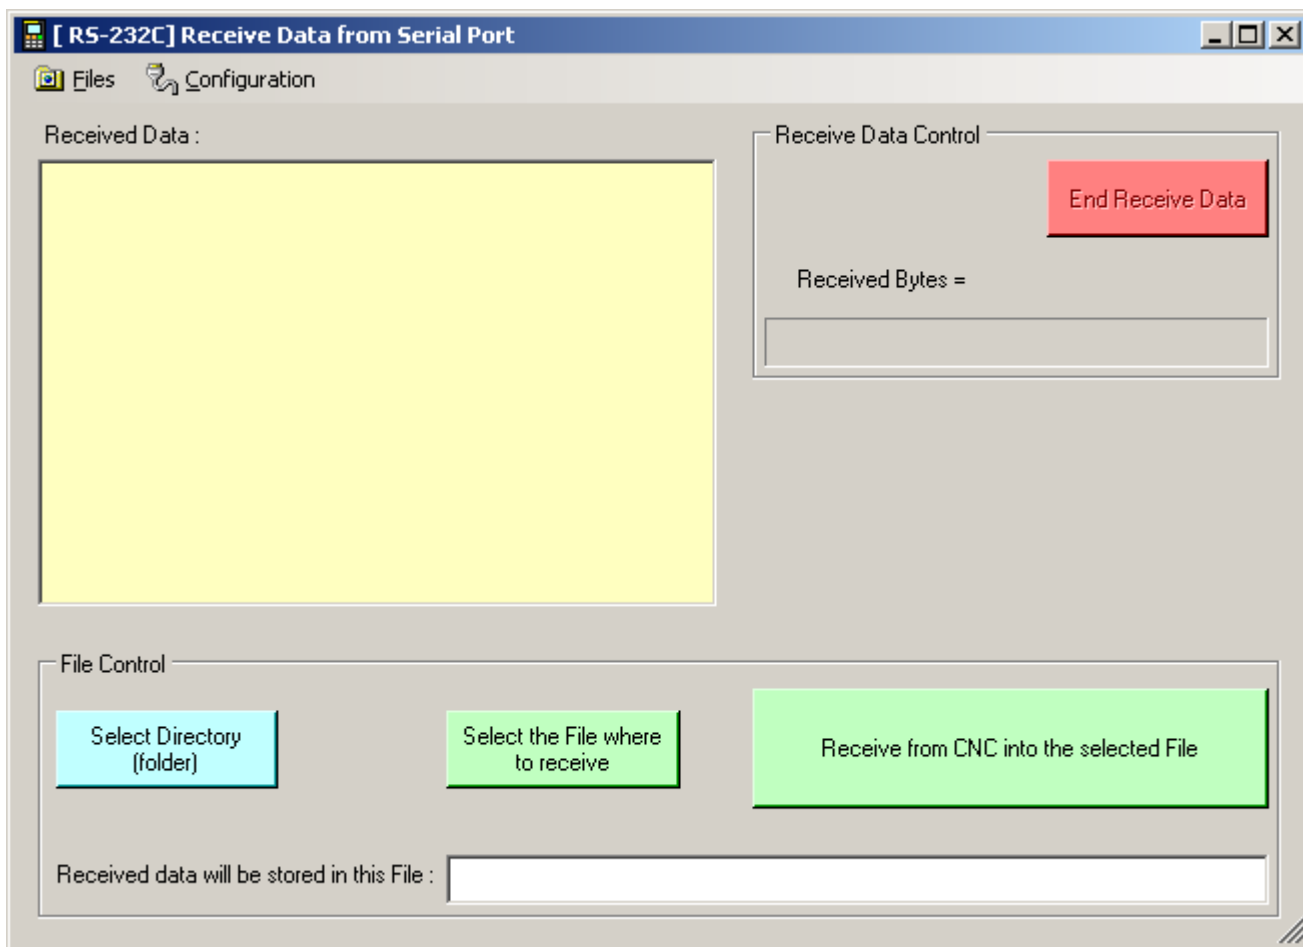 [ RS-232C] Receive Data from Serial Port
Files Configuration
Received Data :
Receive Data Control
End Receive Data
Received Bytes =
File Control
Select Directory
(folder)
Select the File where
to receive
Receive from CNC into the selected File
Received data will be stored in this File :